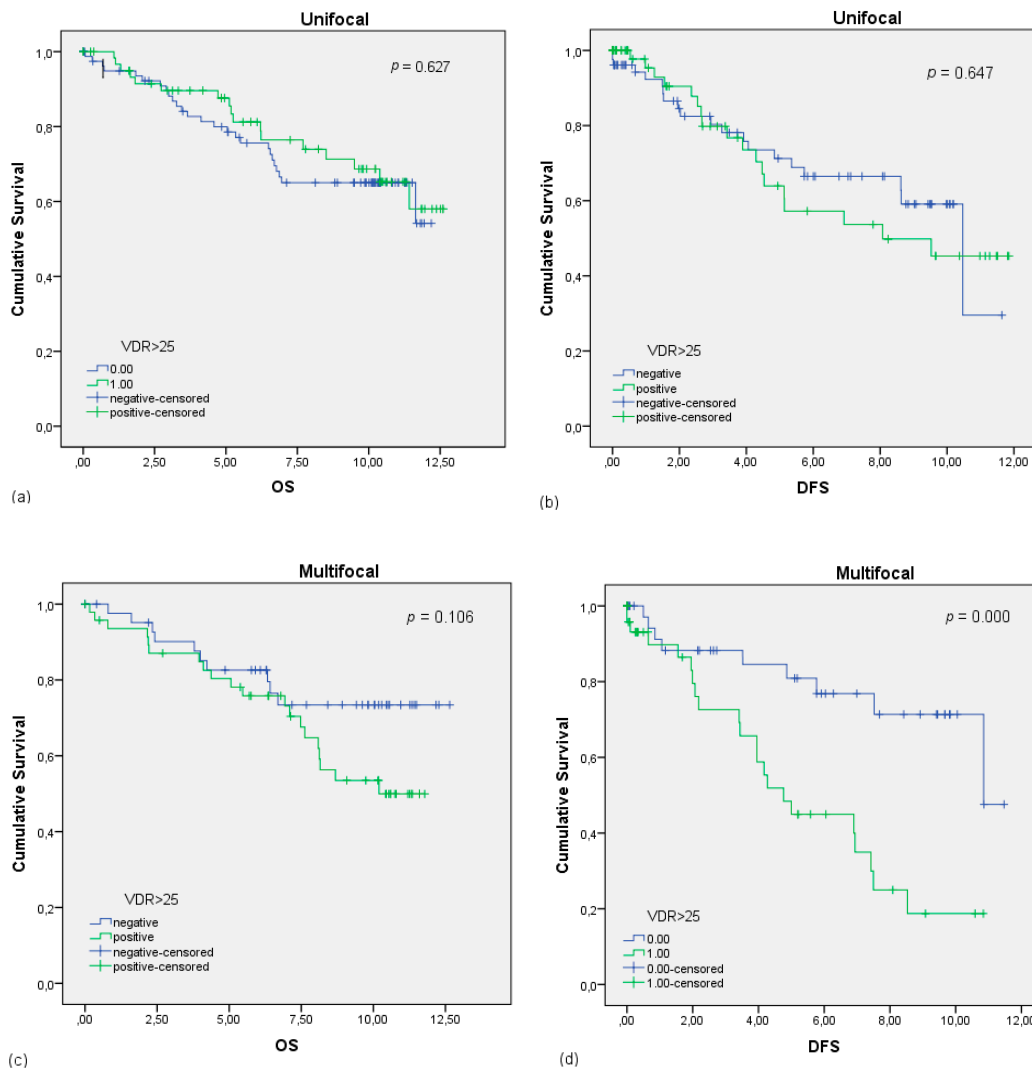 Unifocal
p = 0.627
Cumulative Survival
1,0
0,8
0,6
0,4
0,2
0,0
VDR>25
0.00
1.00
negative-censored
positive-censored
,00 2,50 5,00 7,50 10,00 12,50
OS
(a)
Unifocal
p = 0.647
Cumulative Survival
1,0
0,8
0,6
0,4
0,2
0,0
VDR>25
negative
positive
negative-censored
positive-censored
,00 2,00 4,00 6,00 8,00 10,00 12,00
DFS
(b)
Multifocal
p = 0.106
Cumulative Survival
1,0
0,8
0,6
0,4
0,2
0,0
VDR>25
negative
positive
negative-censored
positive-censored
,00 2,50 5,00 7,50 10,00 12,50
OS
(c)
Multifocal
p = 0.000
Cumulative Survival
1,0
0,8
0,6
0,4
0,2
0,0
VDR>25
0.00
1.00
0.00-censored
1.00-censored
,00 2,00 4,00 6,00 8,00 10,00 12,00
DFS
(d)